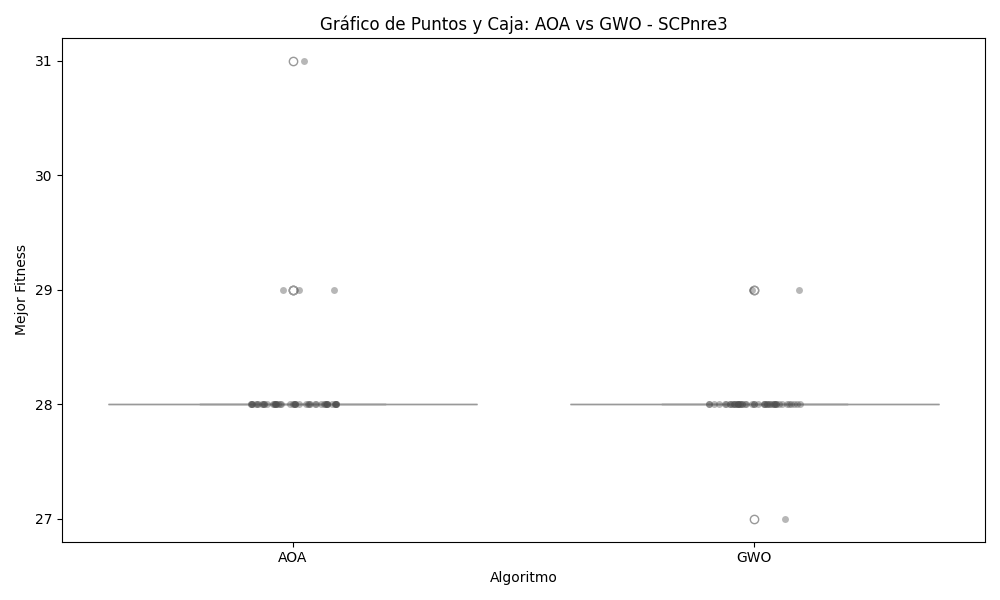 Gráfico de Puntos y Caja: AOA vs GWO - SCPnre3
31
30
29
28
27
Mejor Fitness
AOA
GWO
Algoritmo